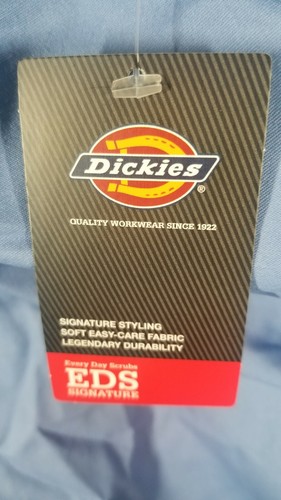 Dickies
®
QUALITY WORKWEAR SINCE 1922
SIGNATURE STYLING
SOFT EASY-CARE FABRIC
LEGENDARY DURABILITY
Every Day Scrubs
EDS
SIGNATURE